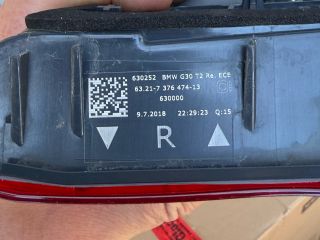 630252 BMW G30 T2 Re. ECE
63.21-7 376 474-13
630000
9.7.2018 22:29:23 Q:15
R